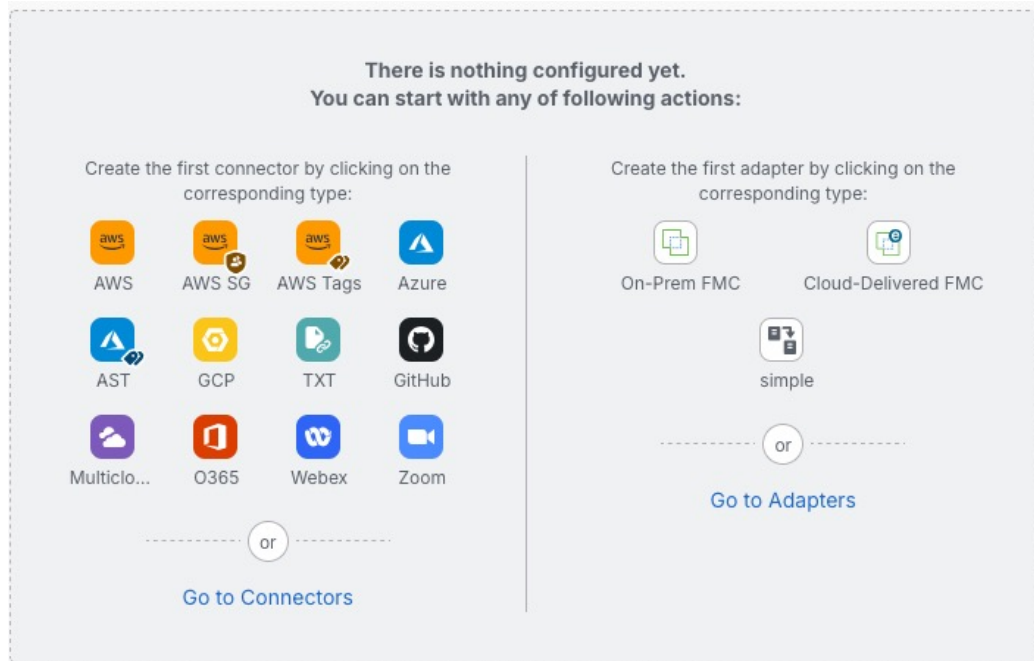 There is nothing configured yet.
You can start with any of following actions:
Create the first connector by clicking on the
corresponding type:
aws
aws
aws
AWS
AWS SG
AWS Tags
Azure
AST
GCP
TXT
GitHub
Multiclo...
O365
Webex
Zoom
or
Go to Connectors
Create the first adapter by clicking on the
corresponding type:
On-Prem FMC
Cloud-Delivered FMC
simple
or
Go to Adapters